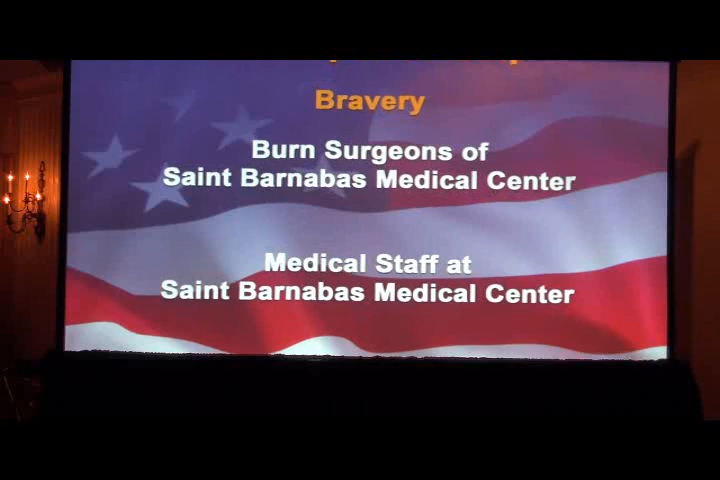 Bravery
Burn Surgeons of
Saint Barnabas Medical Center
Medical Staff at
Saint Barnabas Medical Center